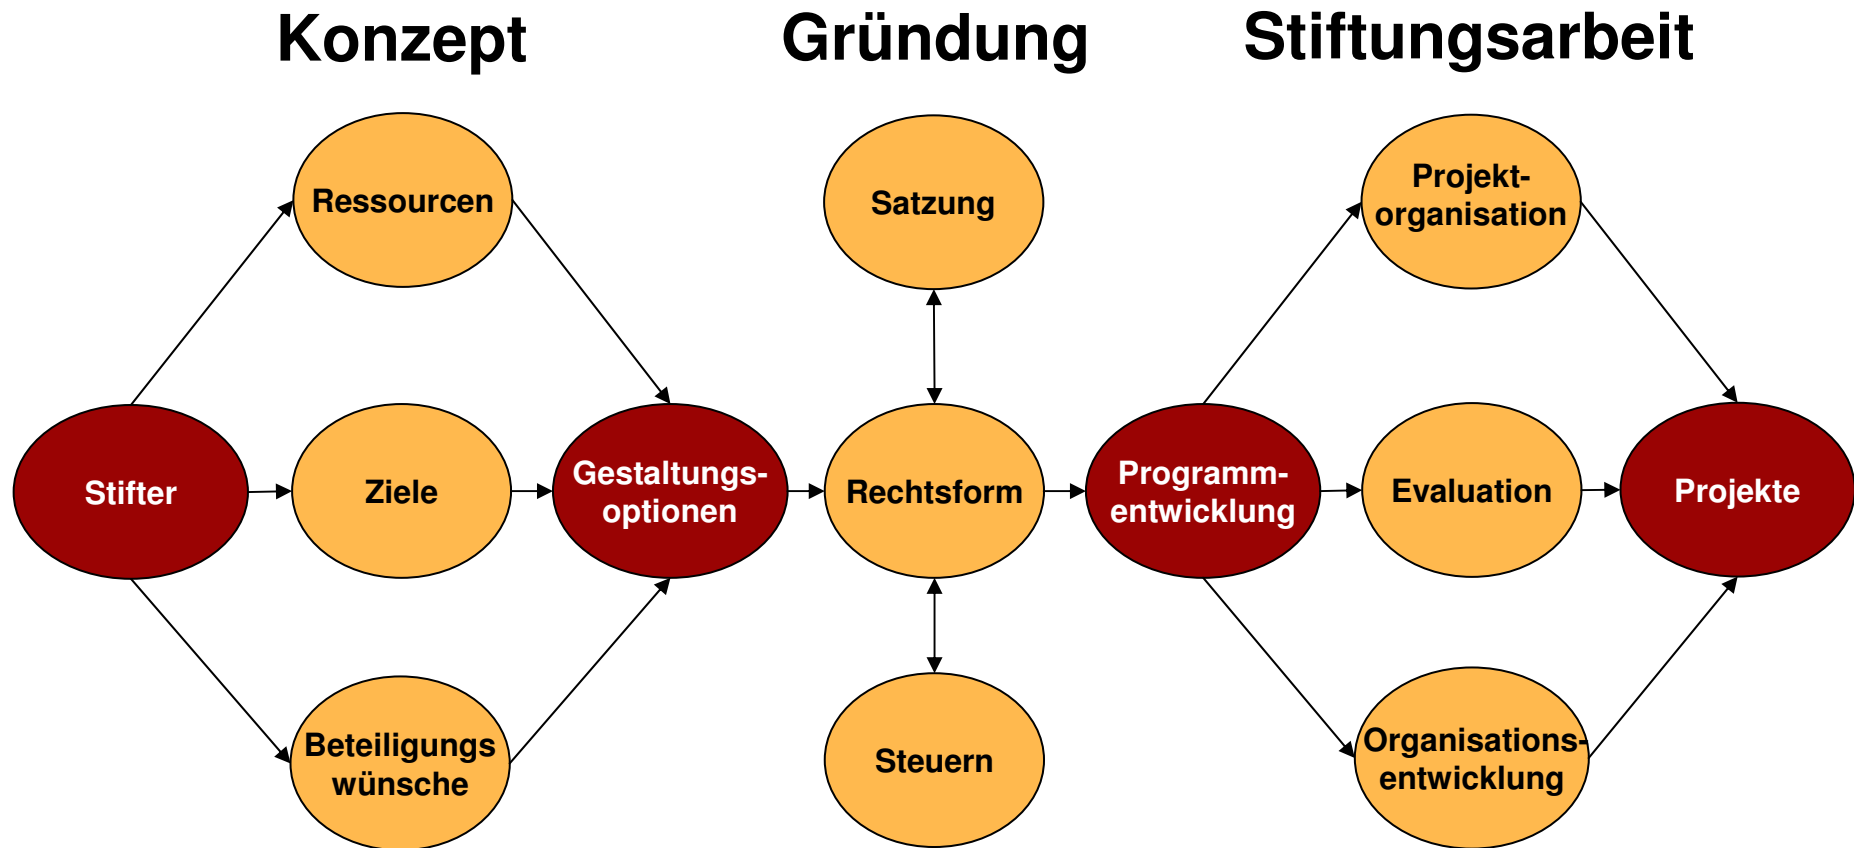 Konzept
Gründung
Stiftungsarbeit
Ressourcen
Satzung
Projekt-
organisation
Stifter
Ziele
Gestaltungs-
optionen
Rechtsform
Programm-
entwicklung
Evaluation
Projekte
Beteiligungs
wünsche
Steuern
Organisations-
entwicklung